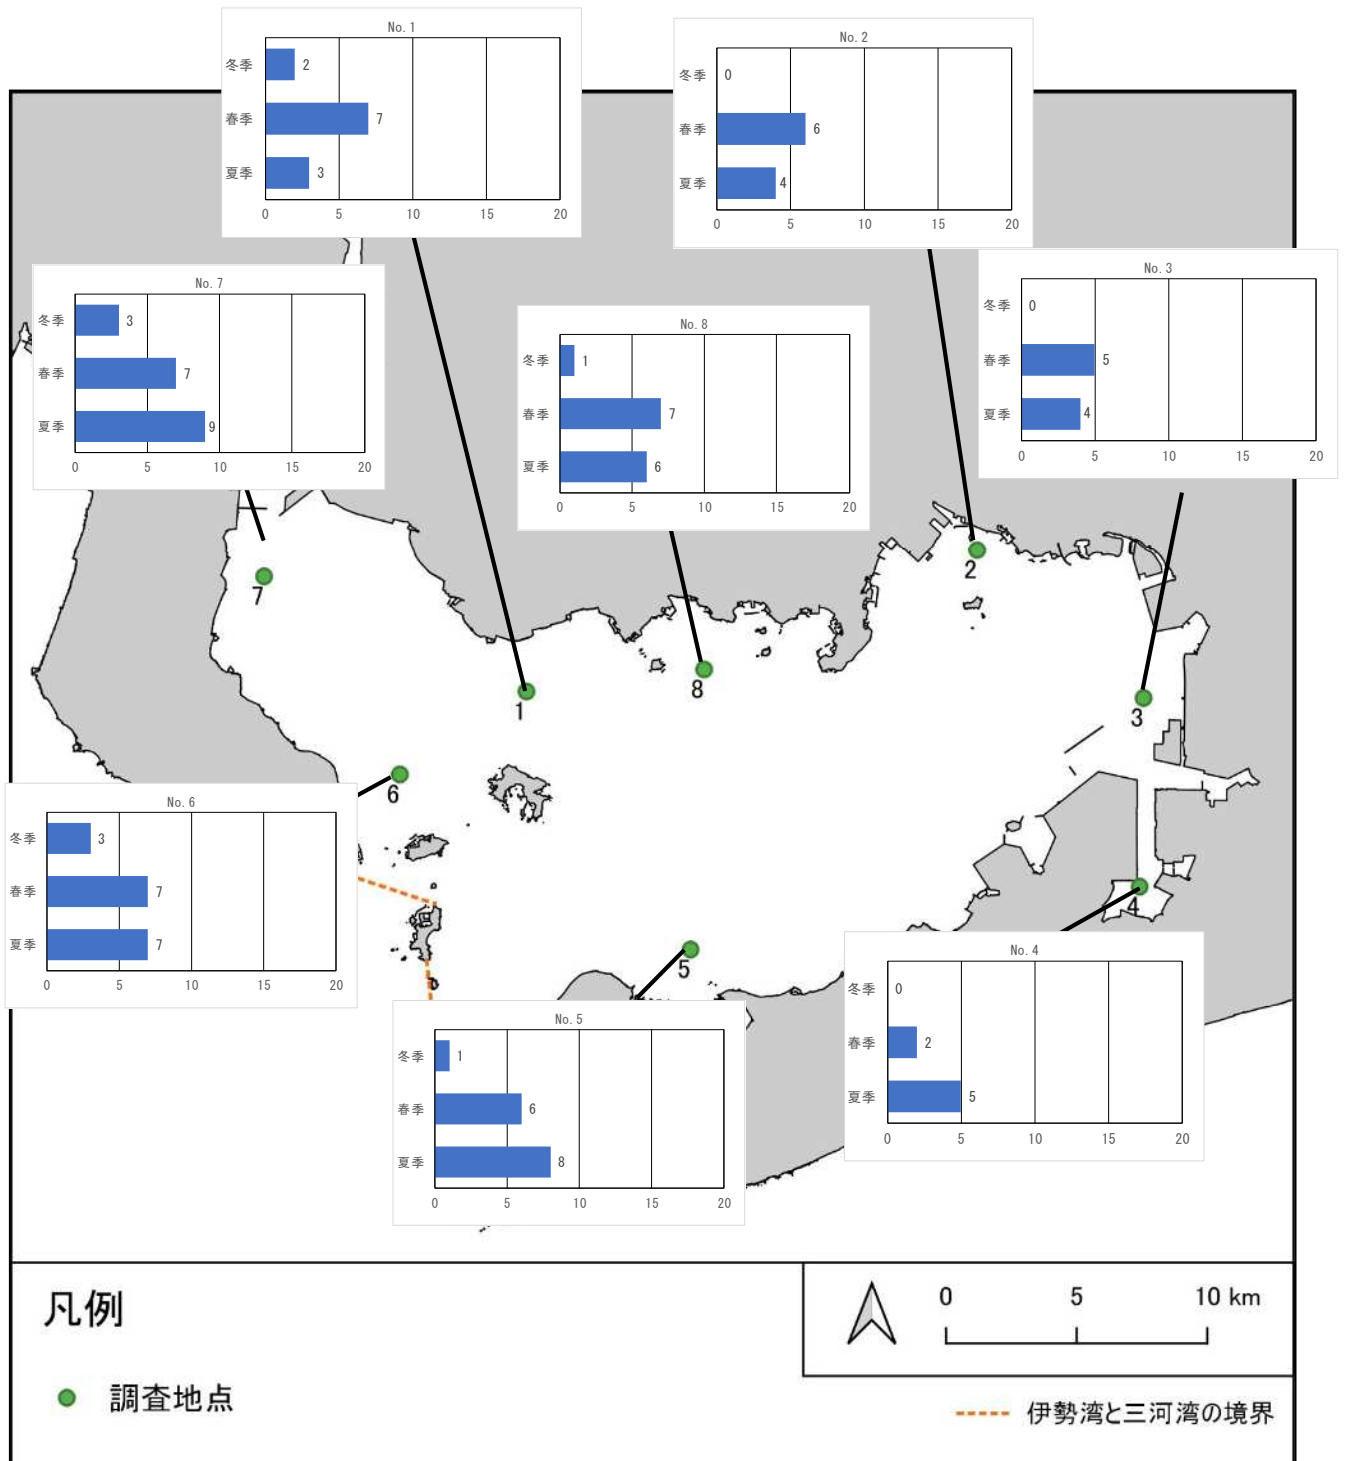 No. 1
冬季 2
春季 7
夏季 3
0 5 10 15 20
No. 2
冬季 0
春季 6
夏季 4
0 5 10 15 20
No. 7
冬季 3
春季 7
夏季 9
0 5 10 15 20
No. 8
冬季 1
春季 7
夏季 6
0 5 10 15 20
No. 3
冬季 0
春季 5
夏季 4
0 5 10 15 20
2
7
8
1
3
6
4
5
No. 6
冬季 3
春季 7
夏季 7
0 5 10 15 20
No. 5
冬季 1
春季 6
夏季 8
0 5 10 15 20
No. 4
冬季 0
春季 2
夏季 5
0 5 10 15 20
凡例
0 5 10 km
調査地点
伊勢湾と三河湾の境界